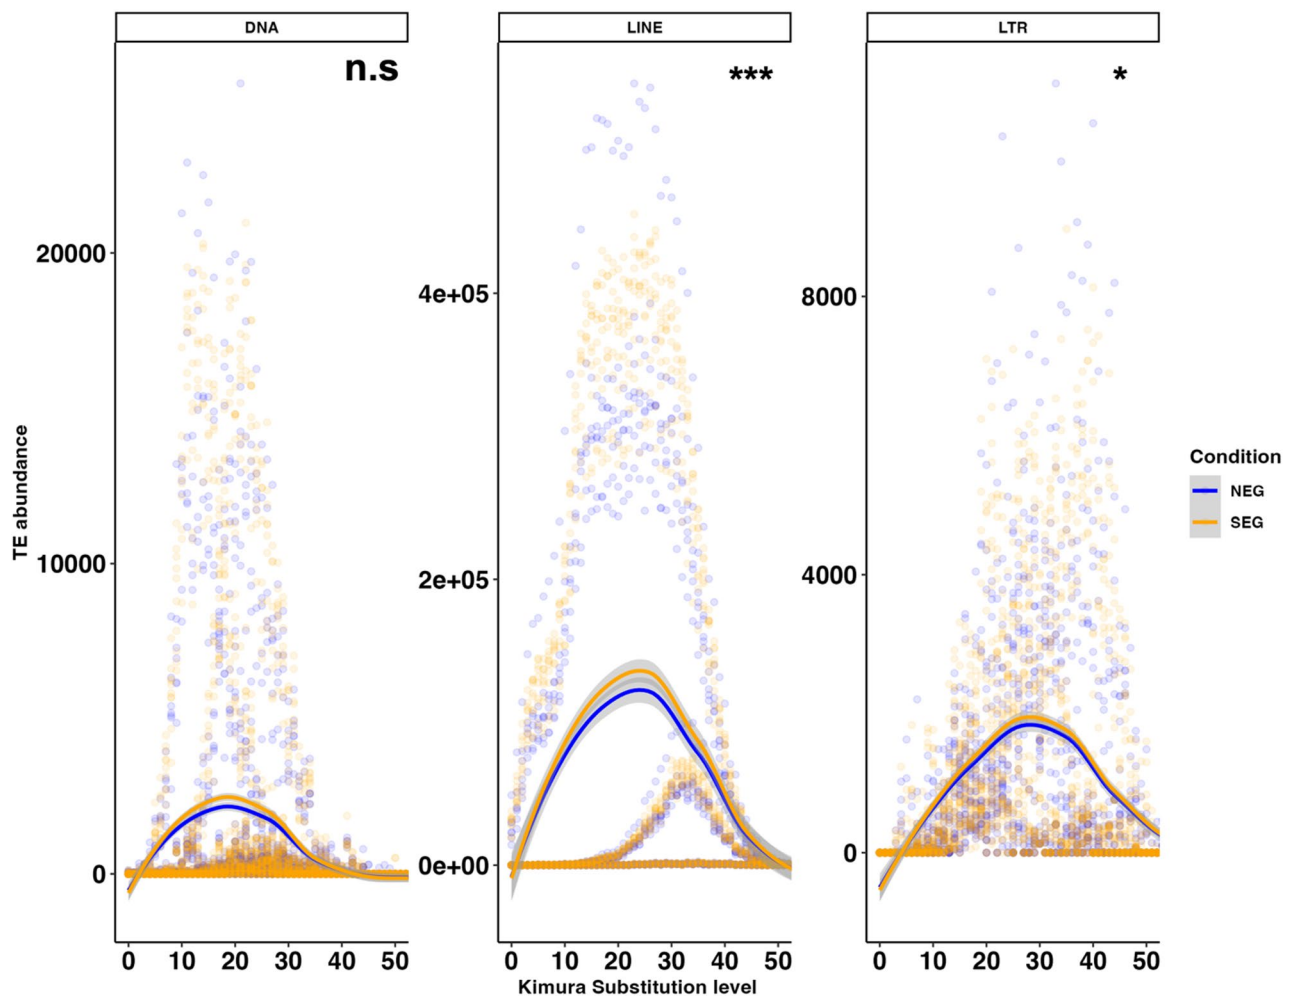 DNA
LINE
LTR
n.s
***
*
TE abundance
20000
10000
0
4e+05
2e+05
0e+00
8000
4000
0
0 10 20 30 40 50
0 10 20 30 40 50
0 10 20 30 40 50
Kimura Substitution level
Condition
NEG
SEG